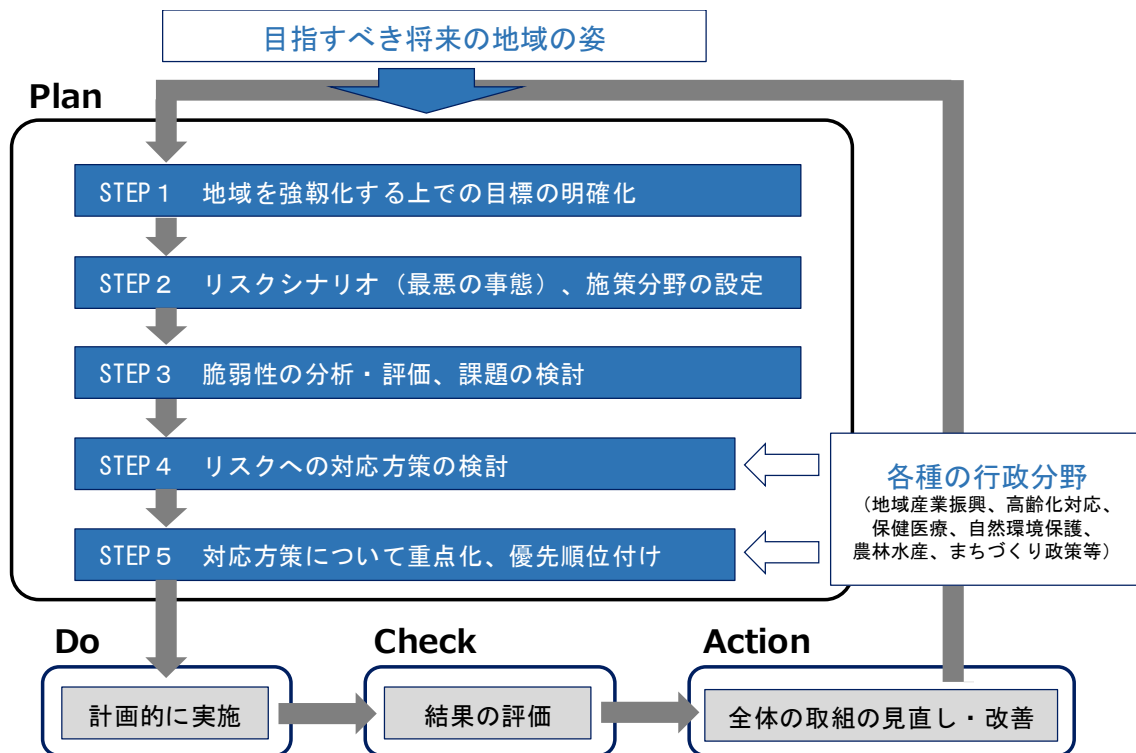 目指すべき将来の地域の姿
Plan
STEP１　地域を強靱化する上での目標の明確化
STEP２　リスクシナリオ（最悪の事態）、施策分野の設定
STEP３　脆弱性の分析・評価、課題の検討
STEP４　リスクへの対応方策の検討
STEP５　対応方策について重点化、優先順位付け
各種の行政分野
（地域産業振興、高齢化対応、
保健医療、自然環境保護、
農林水産、まちづくり政策等）
Do
計画的に実施
Check
結果の評価
Action
全体の取組の見直し・改善